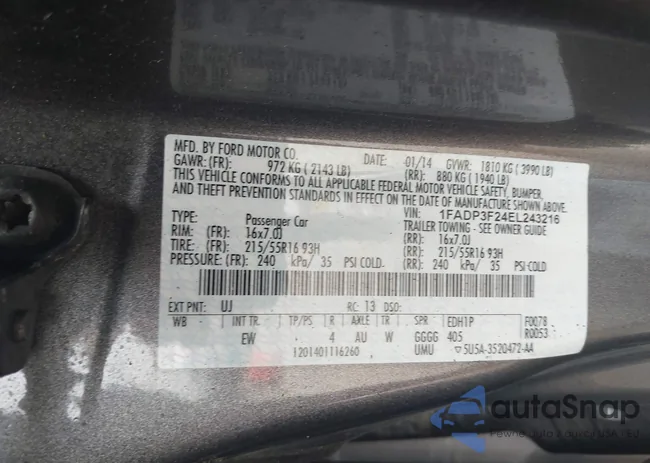 MFD. BY FORD MOTOR CO. DATE: 01/14 GVWR: 1810 KG ( 3990 LB)
GAWR: (FR): 972 KG ( 2143 LB) (RR): 880 KG ( 1940 LB)
THIS VEHICLE CONFORMS TO ALL APPLICABLE FEDERAL MOTOR VEHICLE SAFETY, BUMPER,
AND THEFT PREVENTION STANDARDS IN EFFECT ON THE DATE OF MANUFACTURE SHOWN ABOVE.
VIN: 1FADP3F24EL243216
TYPE: Passenger Car TRAILER TOWING - SEE OWNER GUIDE
RIM: (FR): 16x7.0J (RR): 16x7.0J
TIRE: (FR): 215/55R16 93H (RR): 215/55R16 93H
PRESSURE: (FR): 240 kPa/ 35 PSI COLD (RR): 240 kPa/ 35 PSI COLD
EXT PNT: UJ RC: 13 DSO:
WB INT TR. TP/PS R AXLE TR SPR EDH1P F0078
- EW 4 AU W GGGG 405 R0053
1201401116260 UMU 5U5A-3520472-AA
autaSnap